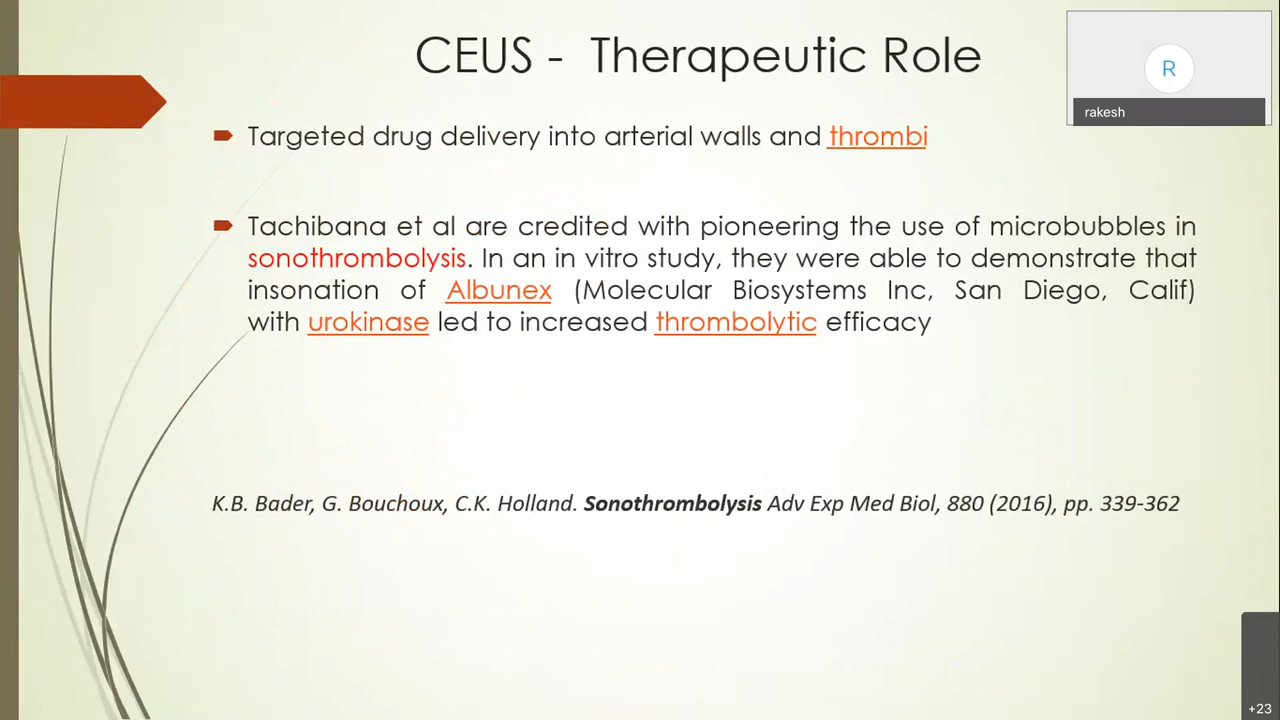 CEUS - Therapeutic Role
R
rakesh
Targeted drug delivery into arterial walls and thrombi
Tachibana et al are credited with pioneering the use of microbubbles in
sonothrombolysis. In an in vitro study, they were able to demonstrate that
insonation of Albunex (Molecular Biosystems Inc, San Diego, Calif)
with urokinase led to increased thrombolytic efficacy
K.B. Bader, G. Bouchoux, C.K. Holland. Sonothrombolysis Adv Exp Med Biol, 880 (2016), pp. 339-362
+23